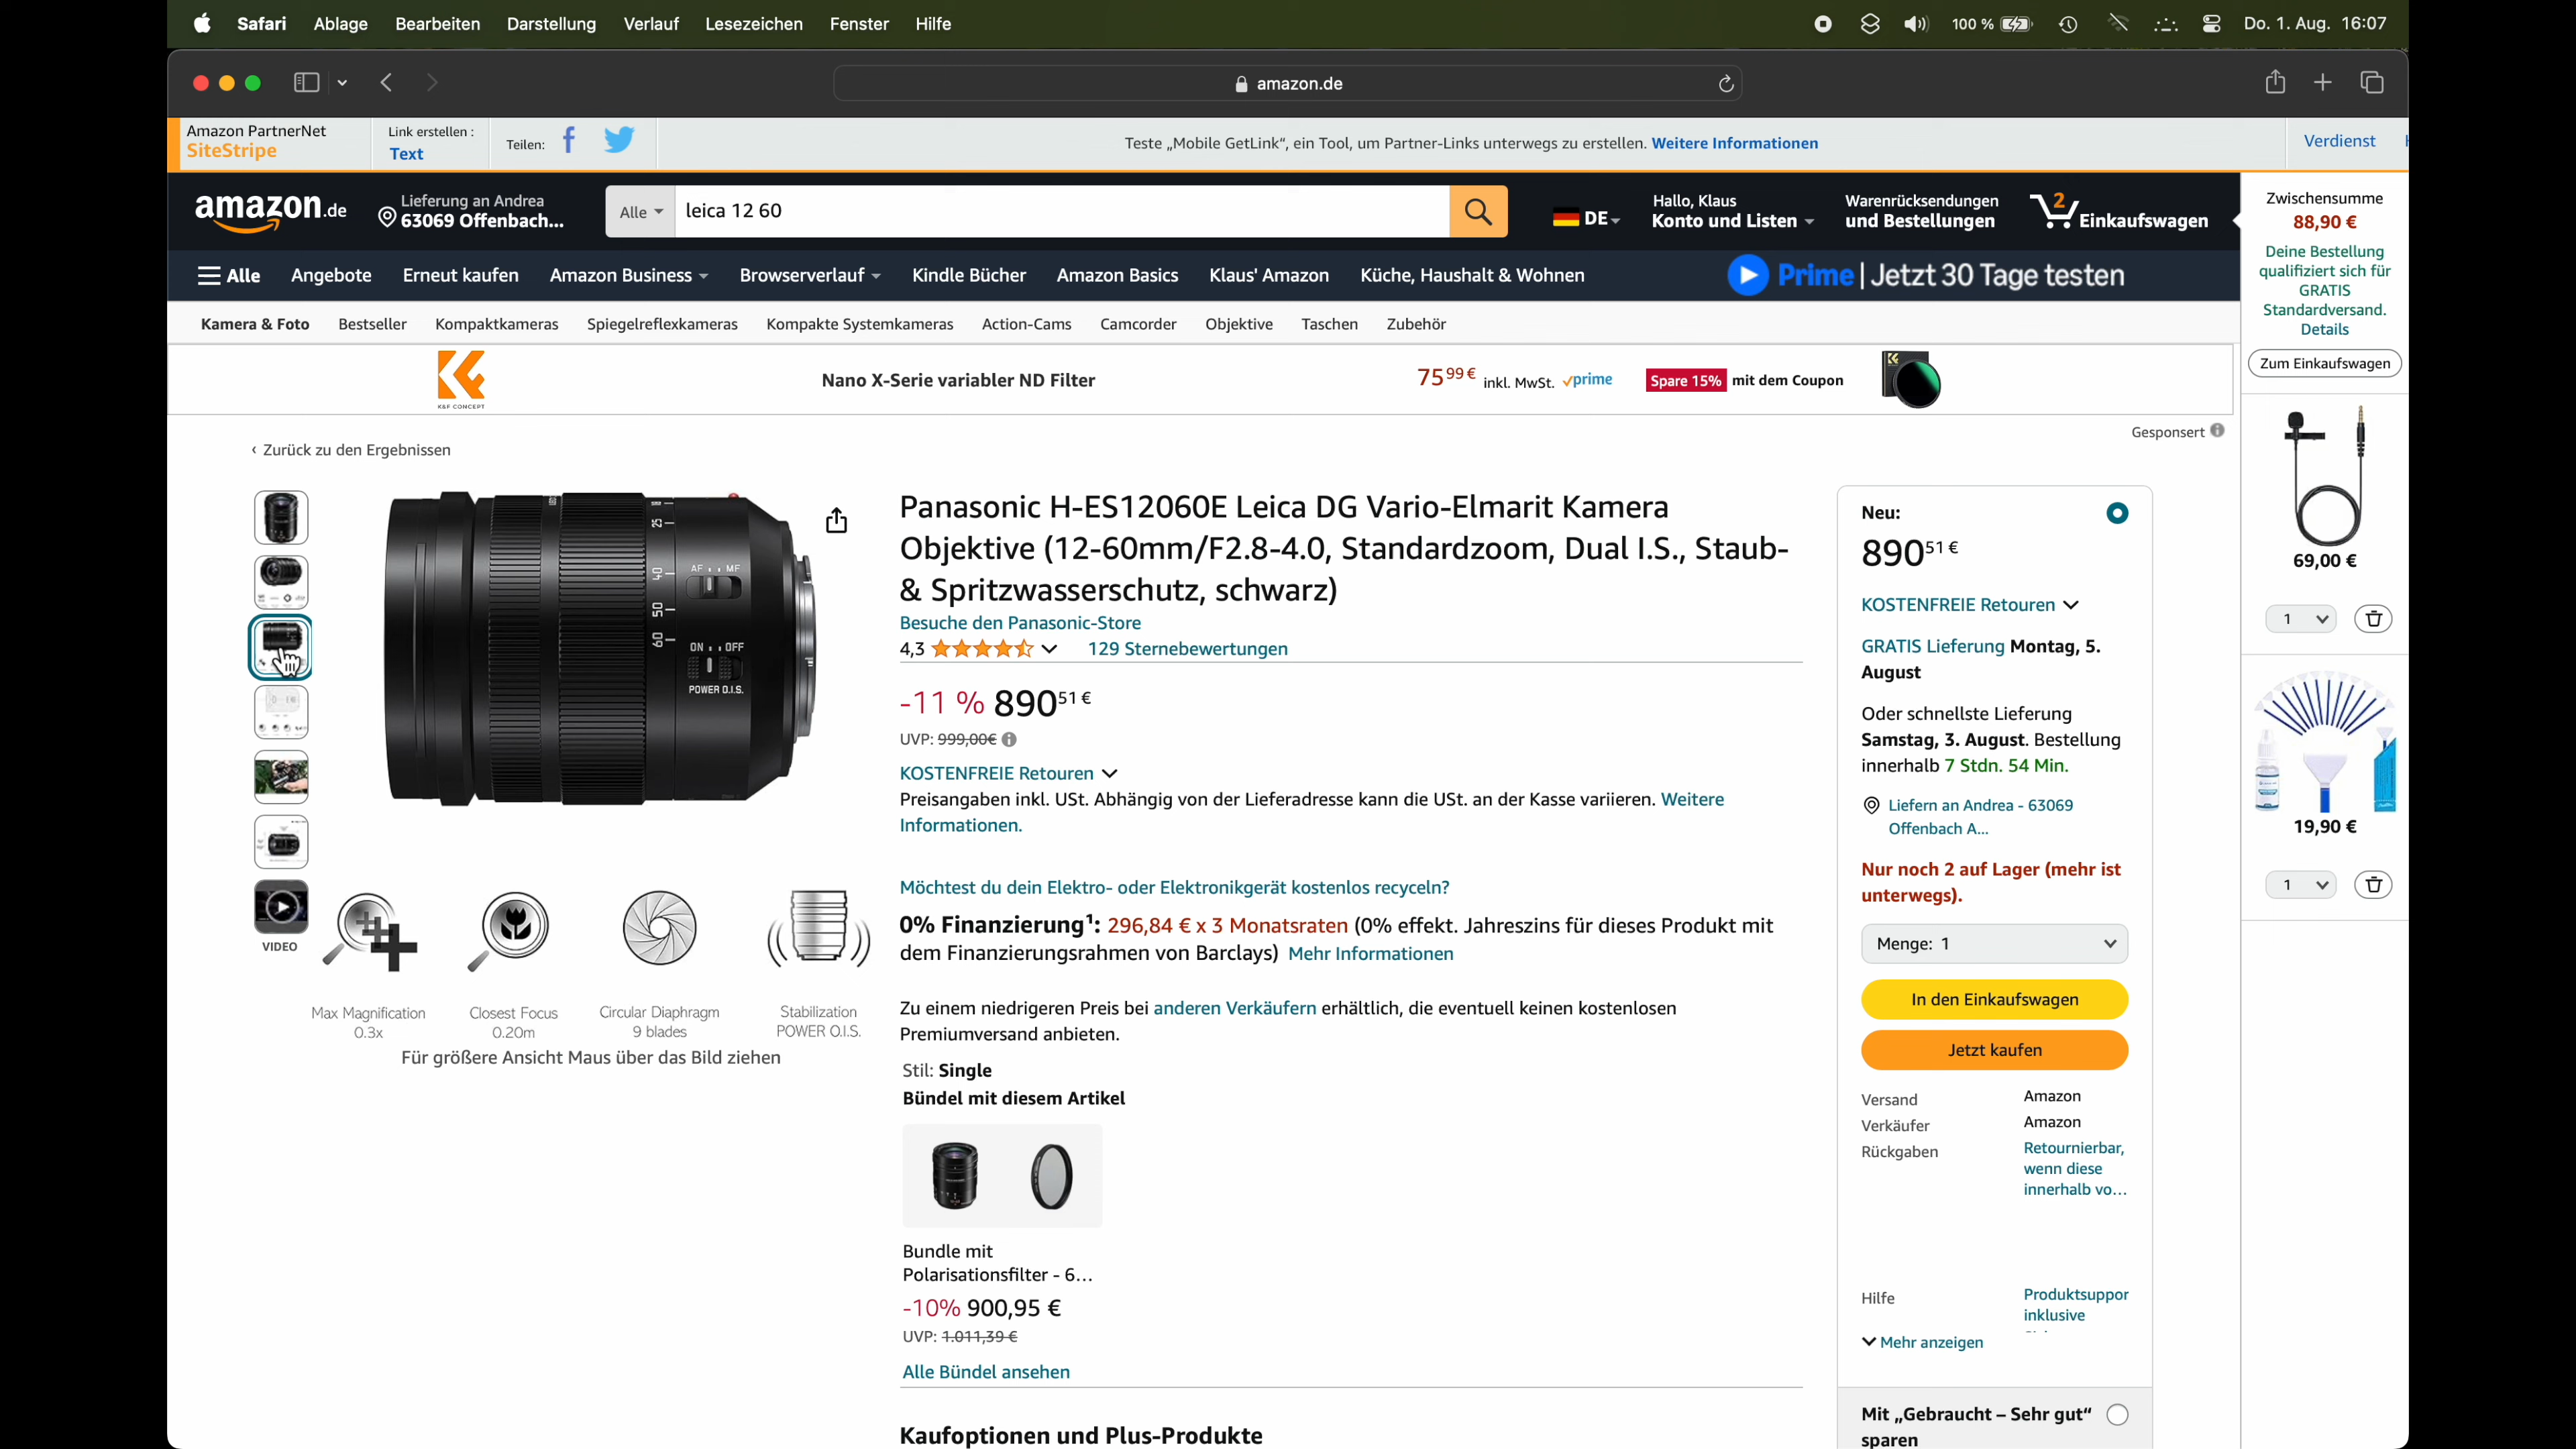 Safari Ablage Bearbeiten Darstellung Verlauf Lesezeichen Fenster Hilfe
100 % Do. 1. Aug. 16:07
amazon.de
Amazon PartnerNet
SiteStripe
Link erstellen :
Text
Teilen:
Teste „Mobile GetLink“, ein Tool, um Partner-Links unterwegs zu erstellen. Weitere Informationen
Verdienst
amazon.de
Lieferung an Andrea
63069 Offenbach...
Alle
leica 12 60
DE
Hallo, Klaus
Konto und Listen
Warenrücksendungen
und Bestellungen
2
Einkaufswagen
Alle Angebote Erneut kaufen Amazon Business Browserverlauf Kindle Bücher Amazon Basics Klaus' Amazon Küche, Haushalt & Wohnen
Prime | Jetzt 30 Tage testen
Kamera & Foto Bestseller Kompaktkameras Spiegelreflexkameras Kompakte Systemkameras Action-Cams Camcorder Objektive Taschen Zubehör
K&F CONCEPT
Nano X-Serie variabler ND Filter
75 99 € inkl. MwSt. prime
Spare 15% mit dem Coupon
Gesponsert
‹ Zurück zu den Ergebnissen
VIDEO
25
40
50
60
AF MF
ON OFF
POWER O.I.S.
Max Magnification
0.3x
Closest Focus
0.20m
Circular Diaphragm
9 blades
Stabilization
POWER O.I.S.
Für größere Ansicht Maus über das Bild ziehen
Panasonic H-ES12060E Leica DG Vario-Elmarit Kamera
Objektive (12-60mm/F2.8-4.0, Standardzoom, Dual I.S., Staub-
& Spritzwasserschutz, schwarz)
Besuche den Panasonic-Store
4,3 129 Sternebewertungen
-11 % 890 51 €
UVP: 999,00€
KOSTENFREIE Retouren
Preisangaben inkl. USt. Abhängig von der Lieferadresse kann die USt. an der Kasse variieren. Weitere
Informationen.
Möchtest du dein Elektro- oder Elektronikgerät kostenlos recyceln?
0% Finanzierung¹: 296,84 € x 3 Monatsraten (0% effekt. Jahreszins für dieses Produkt mit
dem Finanzierungsrahmen von Barclays) Mehr Informationen
Zu einem niedrigeren Preis bei anderen Verkäufern erhältlich, die eventuell keinen kostenlosen
Premiumversand anbieten.
Stil: Single
Bündel mit diesem Artikel
Bundle mit
Polarisationsfilter - 6...
-10% 900,95 €
UVP: 1.011,39 €
Alle Bündel ansehen
Kaufoptionen und Plus-Produkte
Neu:
890 51 €
KOSTENFREIE Retouren
GRATIS Lieferung Montag, 5.
August
Oder schnellste Lieferung
Samstag, 3. August. Bestellung
innerhalb 7 Stdn. 54 Min.
Liefern an Andrea - 63069
Offenbach A...
Nur noch 2 auf Lager (mehr ist
unterwegs).
Menge: 1
In den Einkaufswagen
Jetzt kaufen
Versand Amazon
Verkäufer Amazon
Rückgaben Retournierbar,
wenn diese
innerhalb vo...
Hilfe Produktsuppor
inklusive
Mehr anzeigen
Mit „Gebraucht – Sehr gut“
sparen
Zwischensumme
88,90 €
Deine Bestellung
qualifiziert sich für
GRATIS
Standardversand.
Details
Zum Einkaufswagen
69,00 €
1
19,90 €
1